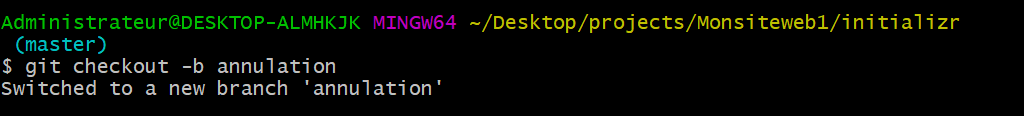 Administrateur@DESKTOP-ALMHKJK MINGW64 ~/Desktop/projects/Monsiteweb1/initializr
(master)
$ git checkout -b annulation
Switched to a new branch 'annulation'